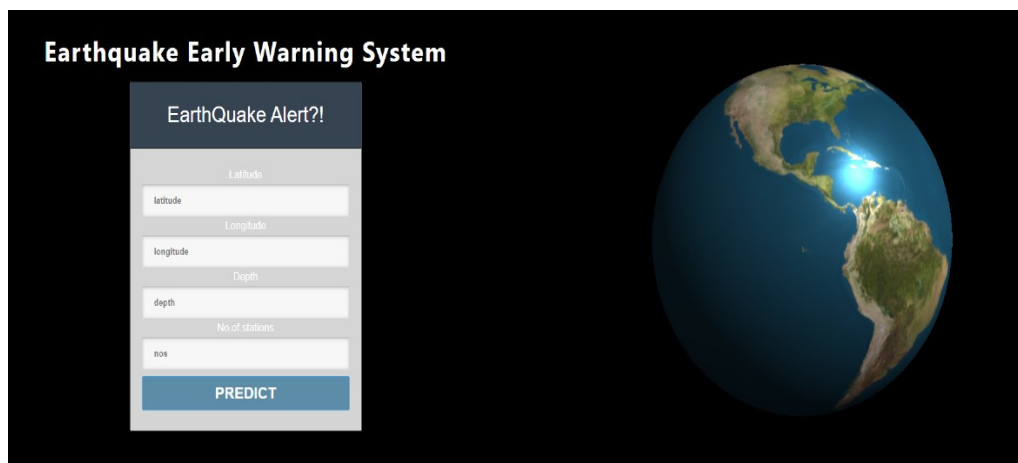 Earthquake Early Warning System
EarthQuake Alert?!
Latitude
latitude
Longitude
longitude
Depth
depth
No.of stations
nos
PREDICT